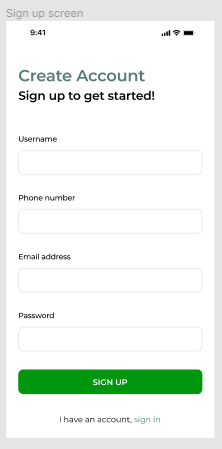 Sign up screen
9:41
Create Account
Sign up to get started!
Username
Phone number
Email address
Password
SIGN UP
I have an account, sign in